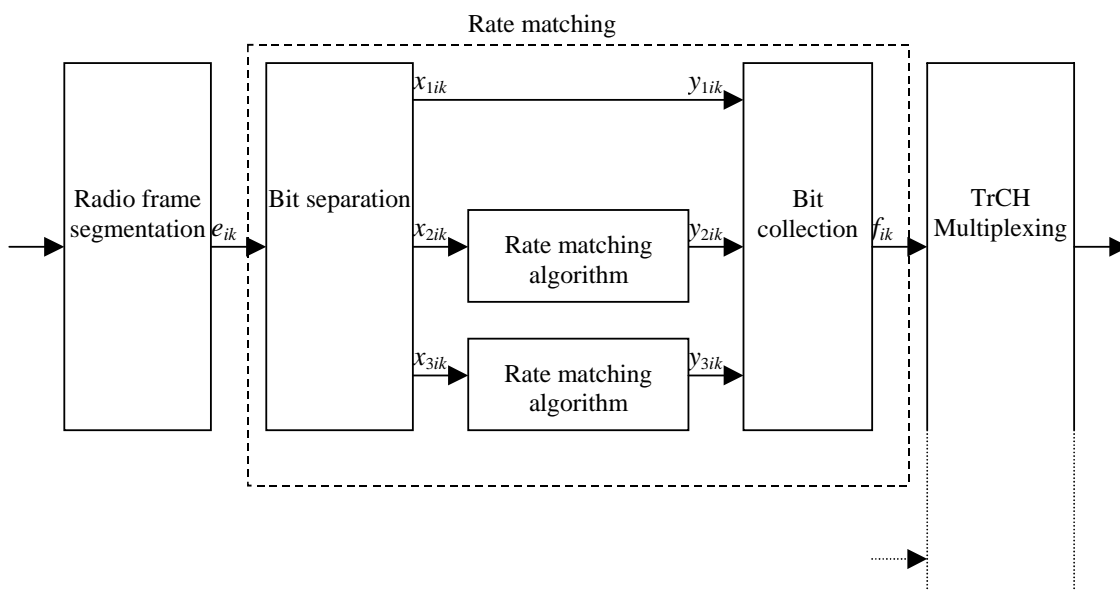 Rate matching
x1ik
y1ik
Radio frame
segmentation
eik
Bit separation
x2ik
Rate matching
algorithm
y2ik
x3ik
Rate matching
algorithm
y3ik
Bit
collection
fik
TrCH
Multiplexing